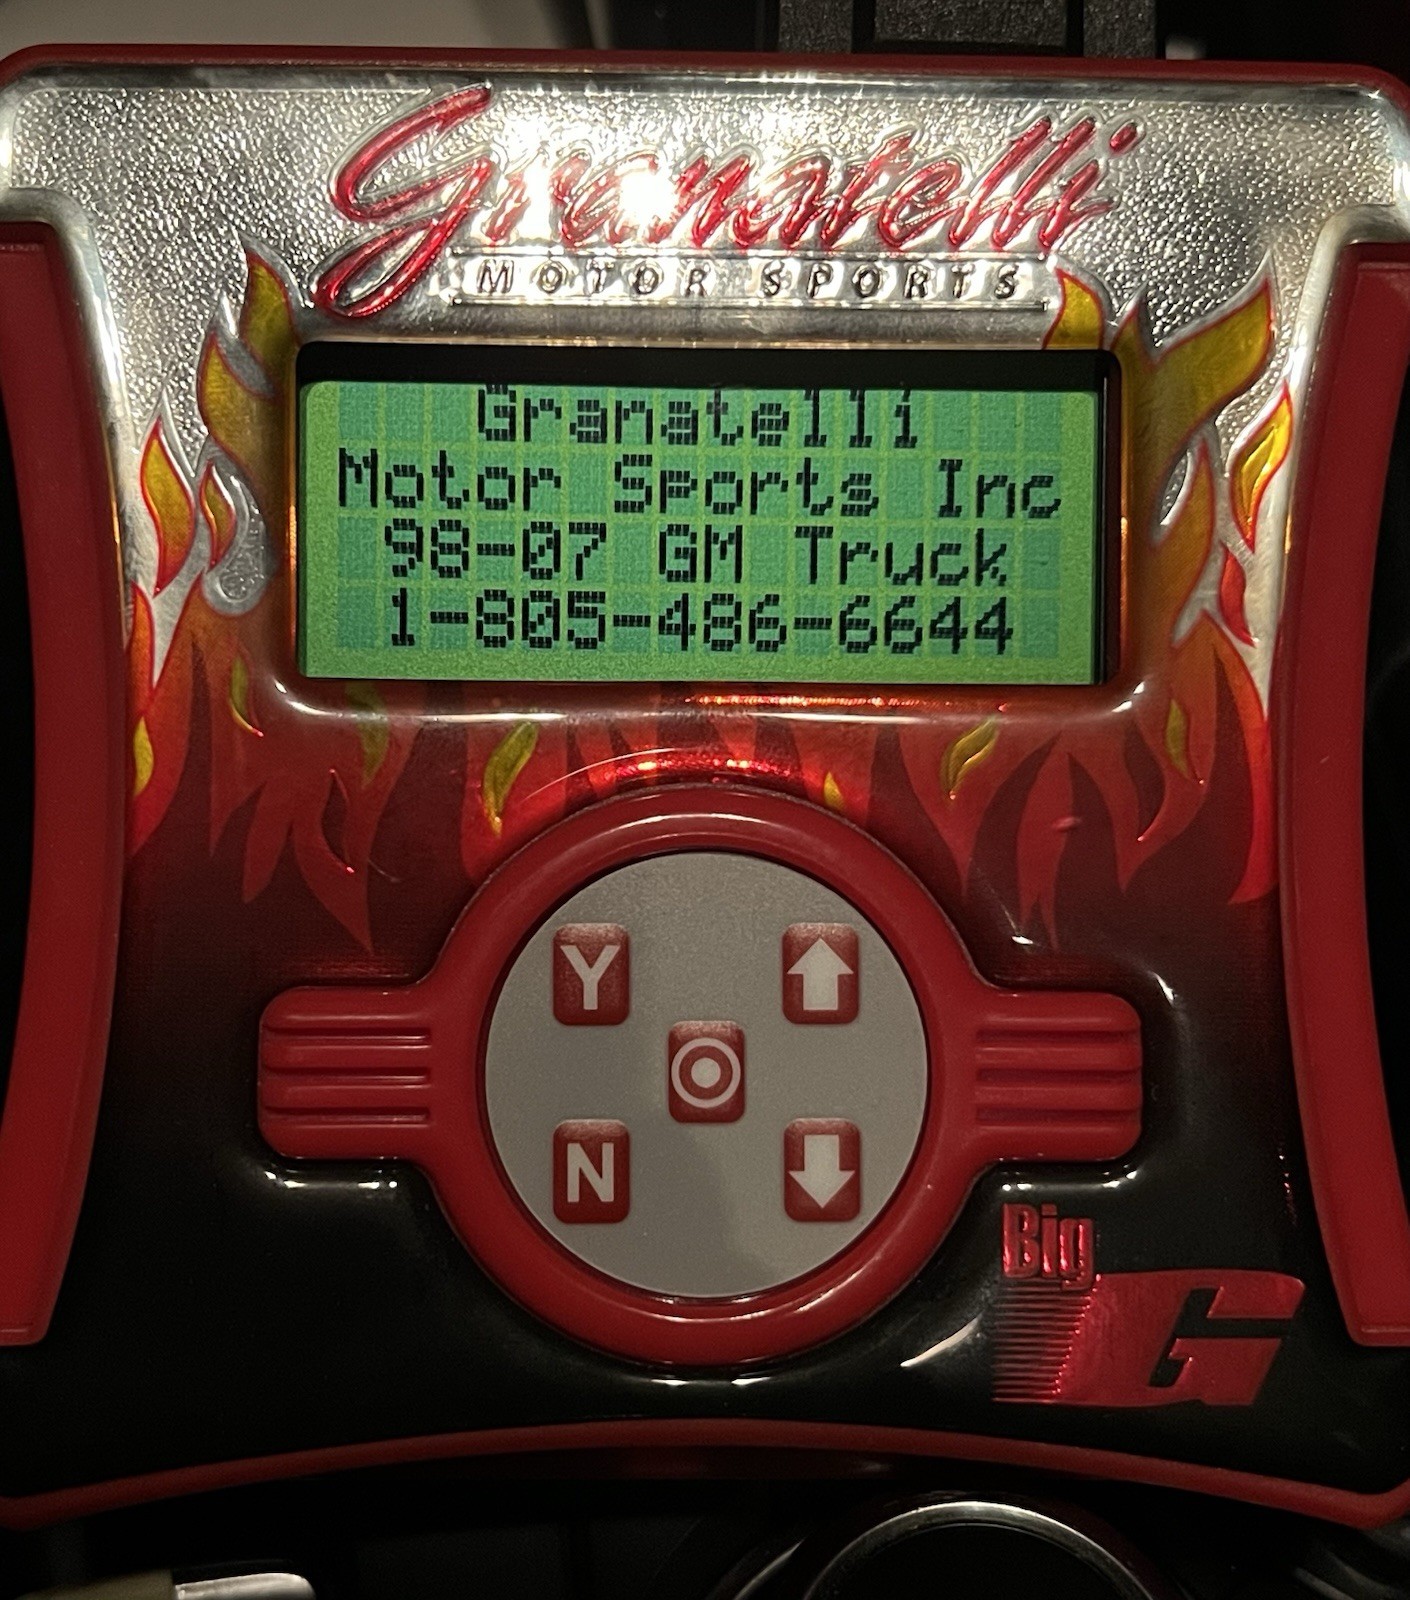 Granatelli
MOTOR SPORTS
Granatelli
Motor Sports Inc
98-07 GM Truck
1-805-486-6644
Y
N
Big
G